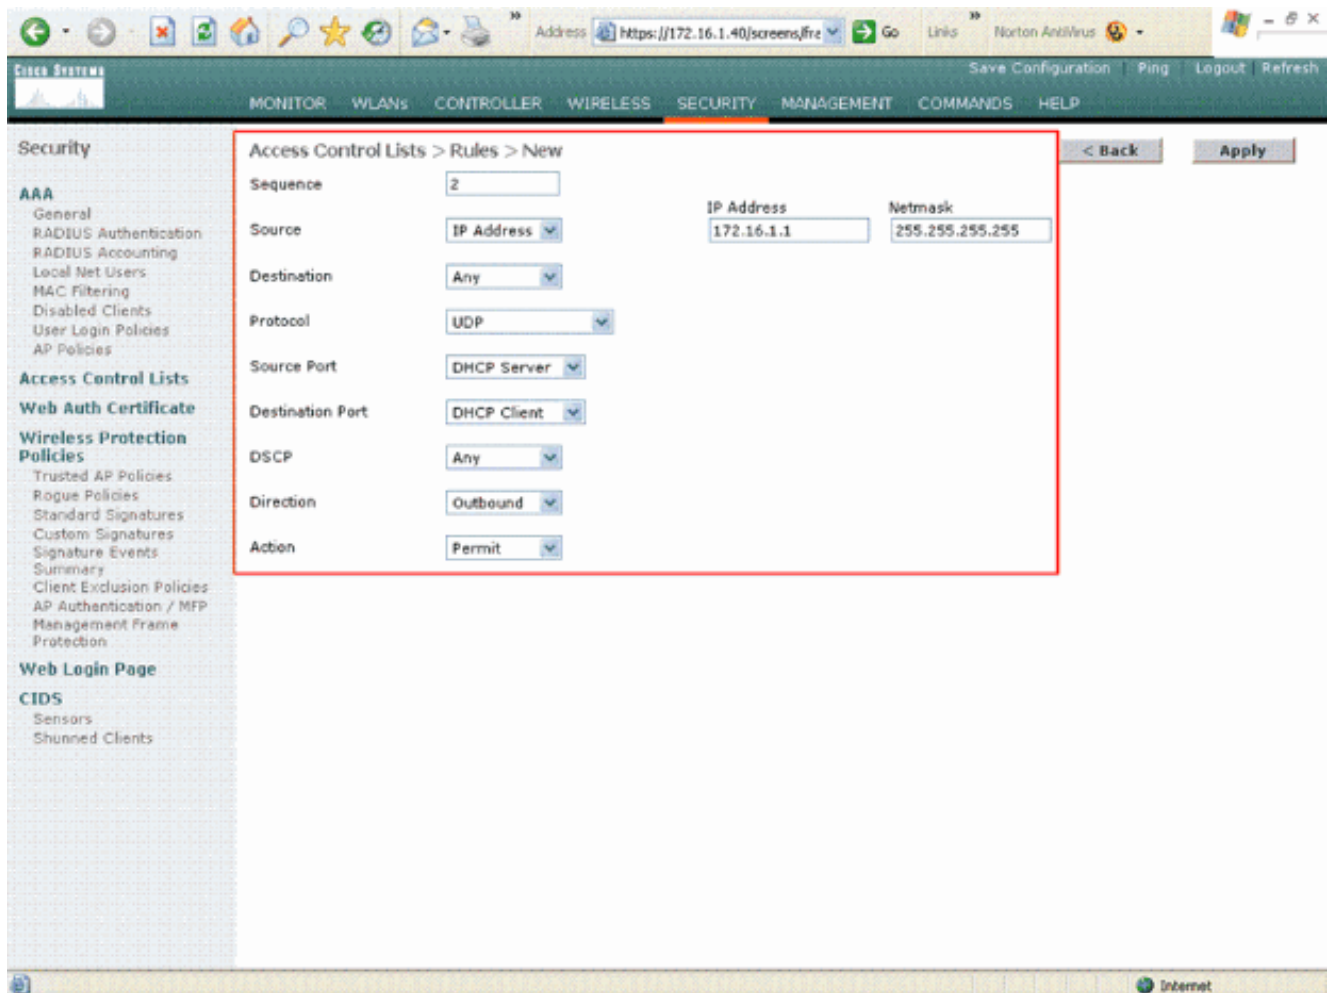 » Address https://172.16.1.40/screens/fra Go Links » Norton AntiVirus
CISCO SYSTEMS
Save Configuration | Ping | Logout | Refresh
MONITOR WLANs CONTROLLER WIRELESS SECURITY MANAGEMENT COMMANDS HELP
Security
AAA
General
RADIUS Authentication
RADIUS Accounting
Local Net Users
MAC Filtering
Disabled Clients
User Login Policies
AP Policies
Access Control Lists
Web Auth Certificate
Wireless Protection
Policies
Trusted AP Policies
Rogue Policies
Standard Signatures
Custom Signatures
Signature Events
Summary
Client Exclusion Policies
AP Authentication / MFP
Management Frame
Protection
Web Login Page
CIDS
Sensors
Shunned Clients
Access Control Lists > Rules > New
< Back Apply
Sequence 2
IP Address Netmask
Source IP Address 172.16.1.1 255.255.255.255
Destination Any
Protocol UDP
Source Port DHCP Server
Destination Port DHCP Client
DSCP Any
Direction Outbound
Action Permit
Internet